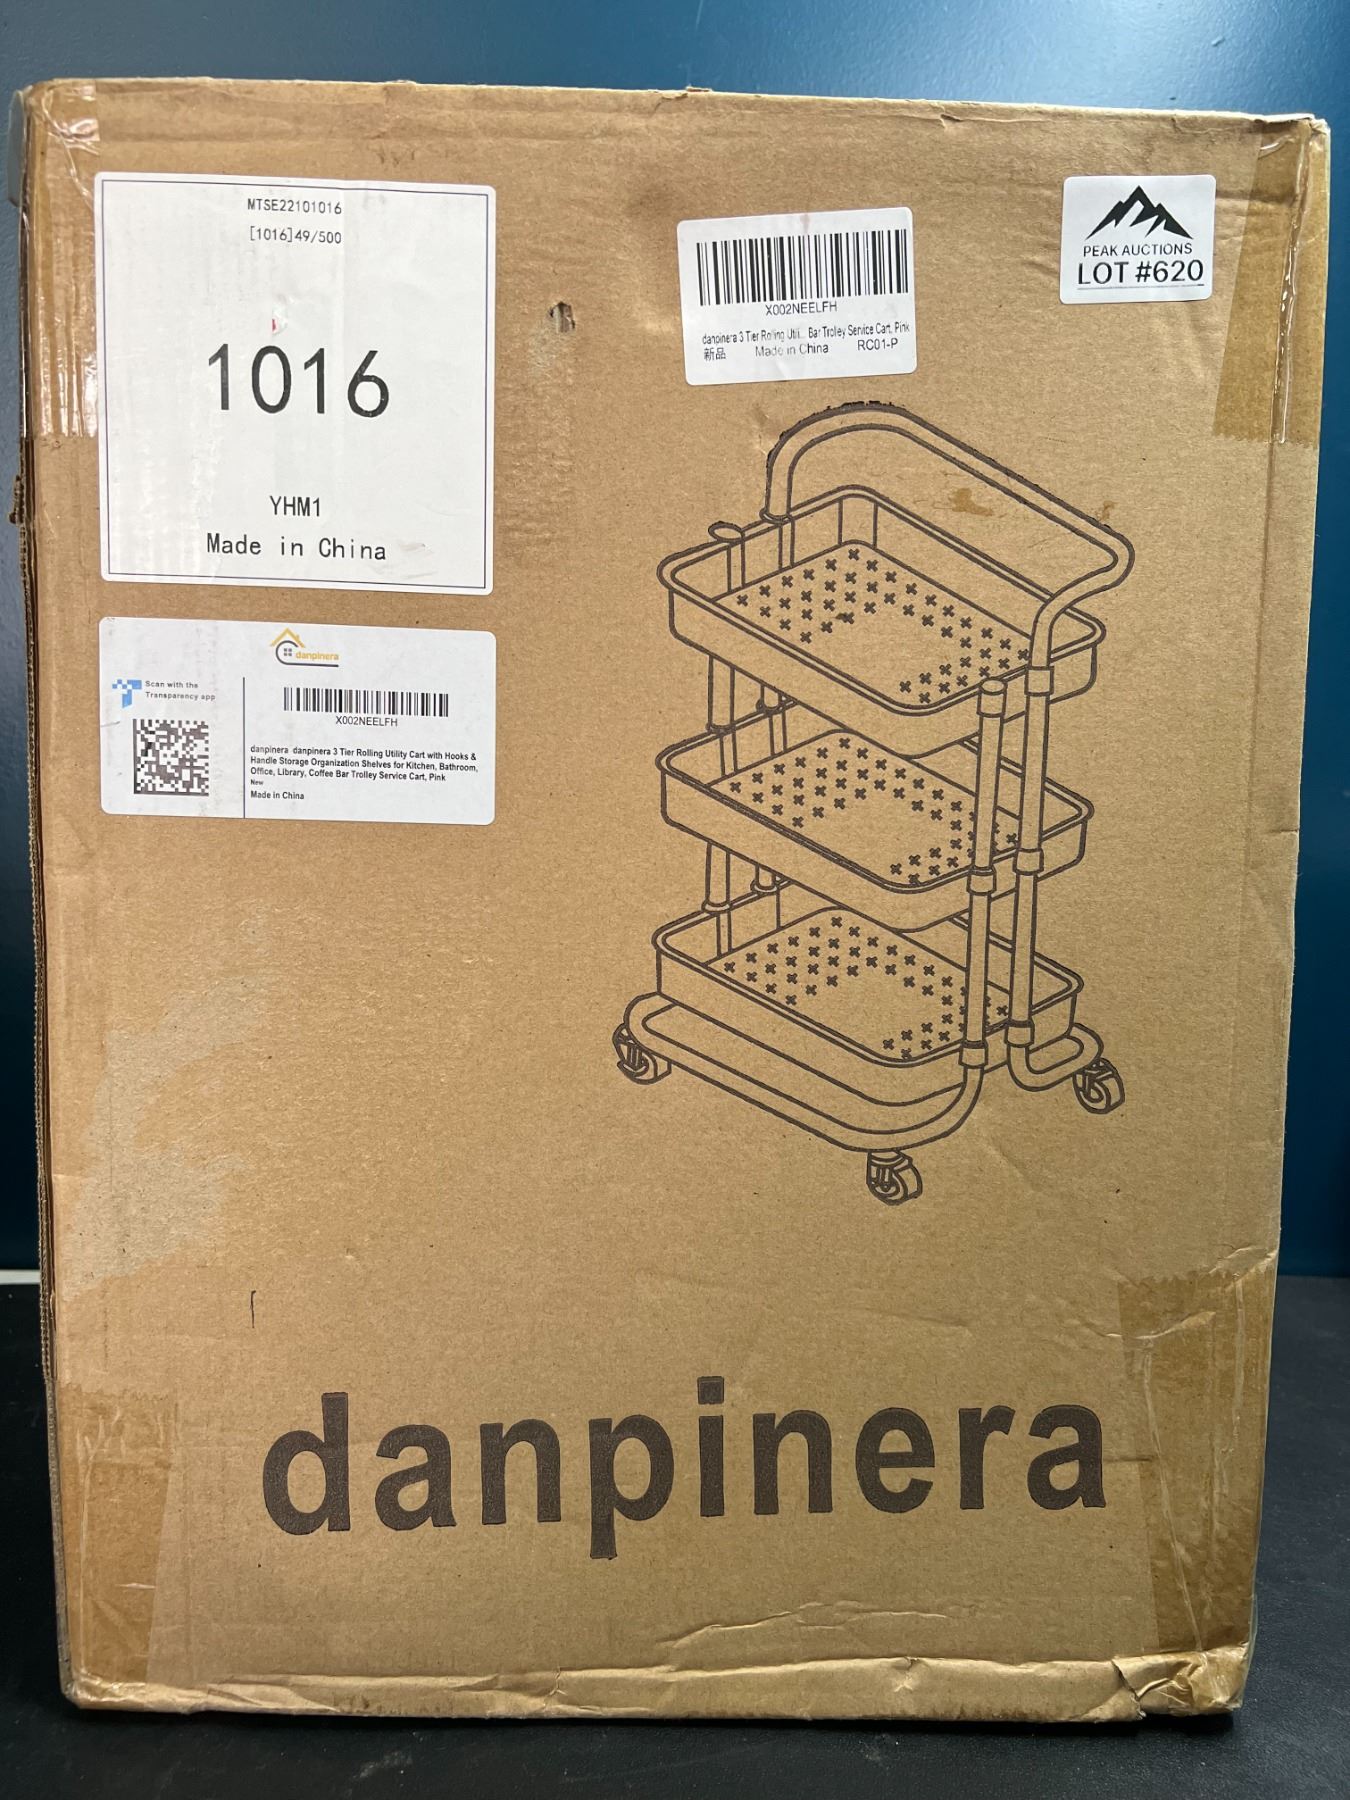 MTSE22101016
[1016]49/500
1016
YHM1
Made in China
X002NEELFH
danpinera 3 Tier Rolling Utili... Bar Trolley Service Cart, Pink
新品 Made in China RC01-P
PEAK AUCTIONS
LOT #620
danpinera
Scan with the
Transparency app
X002NEELFH
danpinera danpinera 3 Tier Rolling Utility Cart with Hooks &
Handle Storage Organization Shelves for Kitchen, Bathroom,
Office, Library, Coffee Bar Trolley Service Cart, Pink
New
Made in China
danpinera